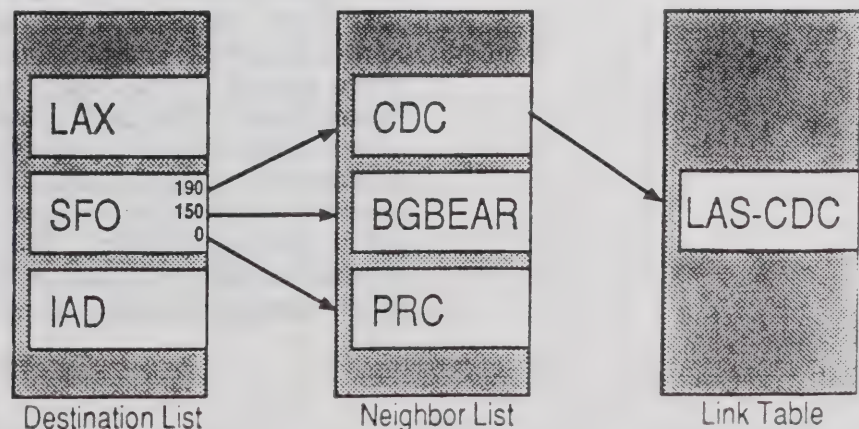 LAX
SFO
190
150
0
IAD
Destination List
CDC
BGBEAR
PRC
Neighbor List
LAS-CDC
Link Table